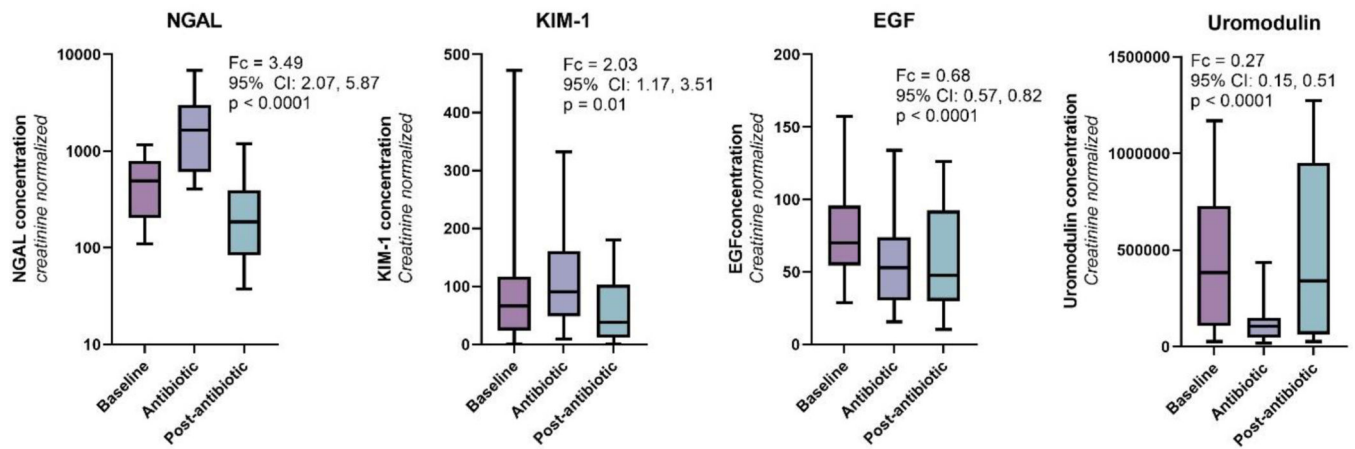 NGAL
NGAL concentration
creatinine normalized
10000
1000
100
10
Fc = 3.49
95% CI: 2.07, 5.87
p < 0.0001
Baseline
Antibiotic
Post-antibiotic
KIM-1
KIM-1 concentration
Creatinine normalized
500
400
300
200
100
0
Fc = 2.03
95% CI: 1.17, 3.51
p = 0.01
Baseline
Antibiotic
Post-antibiotic
EGF
EGFconcentration
Creatinine normalized
200
150
100
50
0
Fc = 0.68
95% CI: 0.57, 0.82
p < 0.0001
Baseline
Antibiotic
Post-antibiotic
Uromodulin
Uromodulin concentration
Creatinine normalized
1500000
1000000
500000
0
Fc = 0.27
95% CI: 0.15, 0.51
p < 0.0001
Baseline
Antibiotic
Post-antibiotic